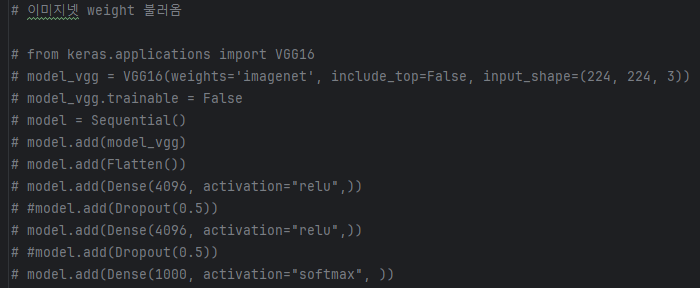 # 이미지넷 weight 불러옴
# from keras.applications import VGG16
# model_vgg = VGG16(weights='imagenet', include_top=False, input_shape=(224, 224, 3))
# model_vgg.trainable = False
# model = Sequential()
# model.add(model_vgg)
# model.add(Flatten())
# model.add(Dense(4096, activation="relu",))
# #model.add(Dropout(0.5))
# model.add(Dense(4096, activation="relu",))
# #model.add(Dropout(0.5))
# model.add(Dense(1000, activation="softmax", ))